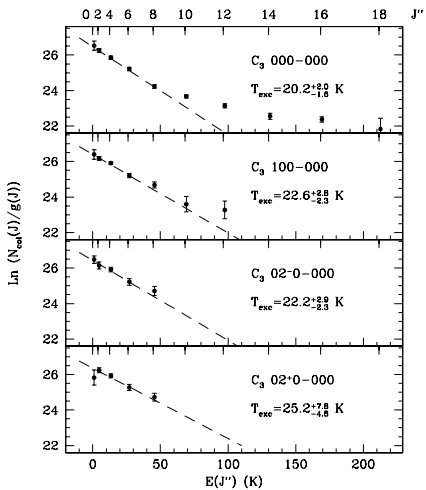 0 2 4 6 8 10 12 14 16 18 J''
26
24
22
C3 000-000
Texc=20.2+2.0-1.6 K
26
24
22
C3 100-000
Texc=22.6+2.8-2.3 K
Ln (Ncol(J)/g(J))
26
24
22
C3 02-0-000
Texc=22.2+2.9-2.3 K
26
24
22
C3 02+0-000
Texc=25.2+7.8-4.8 K
0 50 100 150 200
E(J'') (K)